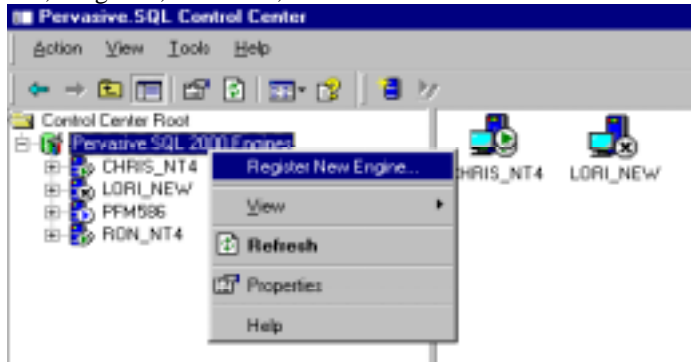 Pervasive.SQL Control Center
Action View Tools Help
Control Center Root
Pervasive.SQL 2000 Engines
CHRIS_NT4
LORI_NEW
PFM586
RON_NT4
Register New Engine...
View
Refresh
Properties
Help
CHRIS_NT4 LORI_NEW